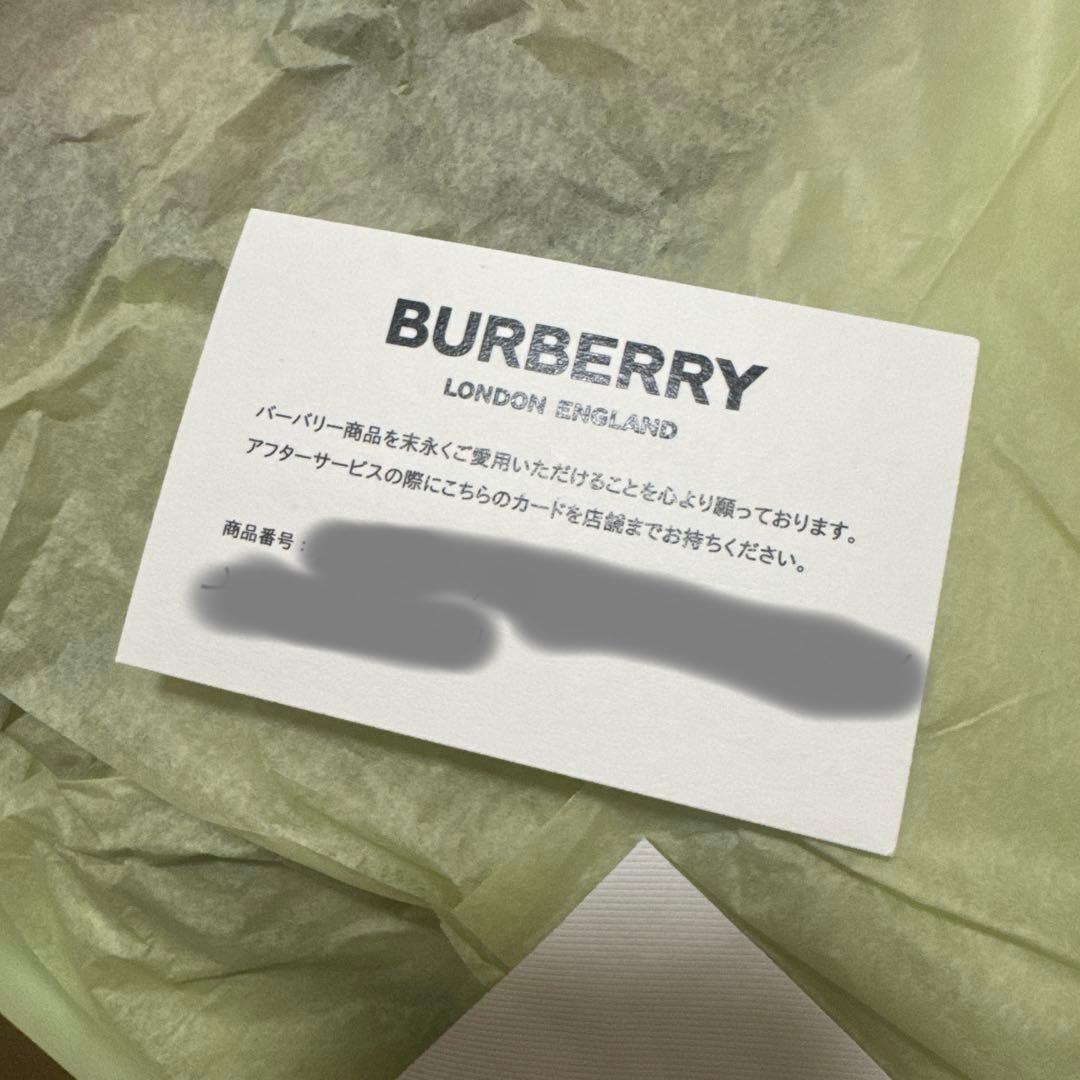 BURBERRY
LONDON ENGLAND
バーバリー商品を末永くご愛用いただけることを心より願っております。
アフターサービスの際にこちらのカードを店舗までお持ちください。
商品番号：